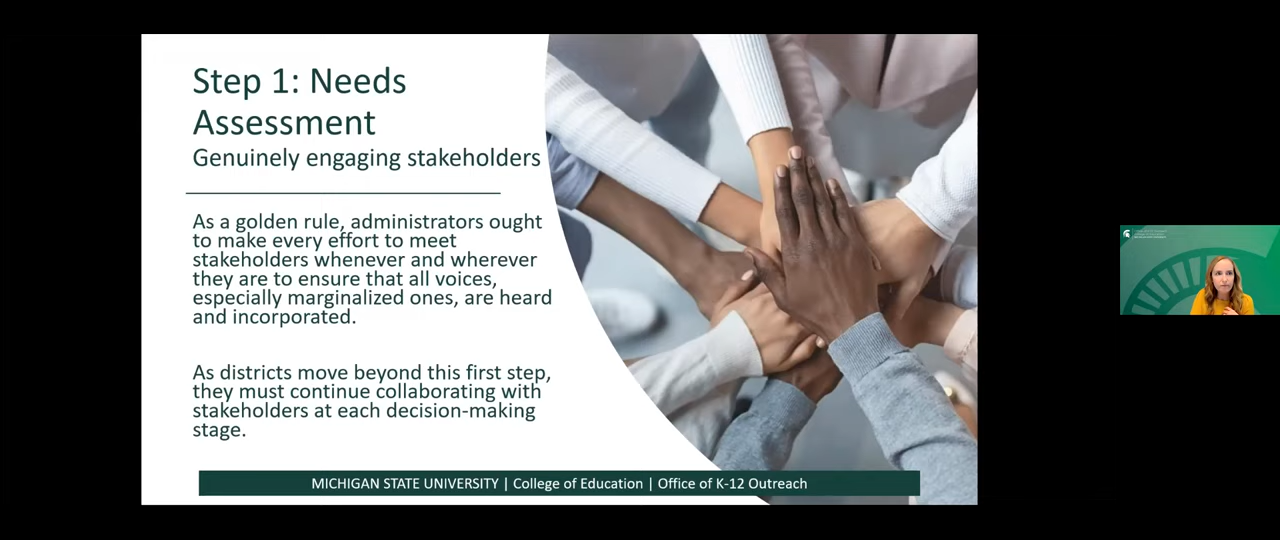 Step 1: Needs
Assessment
Genuinely engaging stakeholders
As a golden rule, administrators ought
to make every effort to meet
stakeholders whenever and wherever
they are to ensure that all voices,
especially marginalized ones, are heard
and incorporated.
As districts move beyond this first step,
they must continue collaborating with
stakeholders at each decision-making
stage.
MICHIGAN STATE UNIVERSITY | College of Education | Office of K-12 Outreach